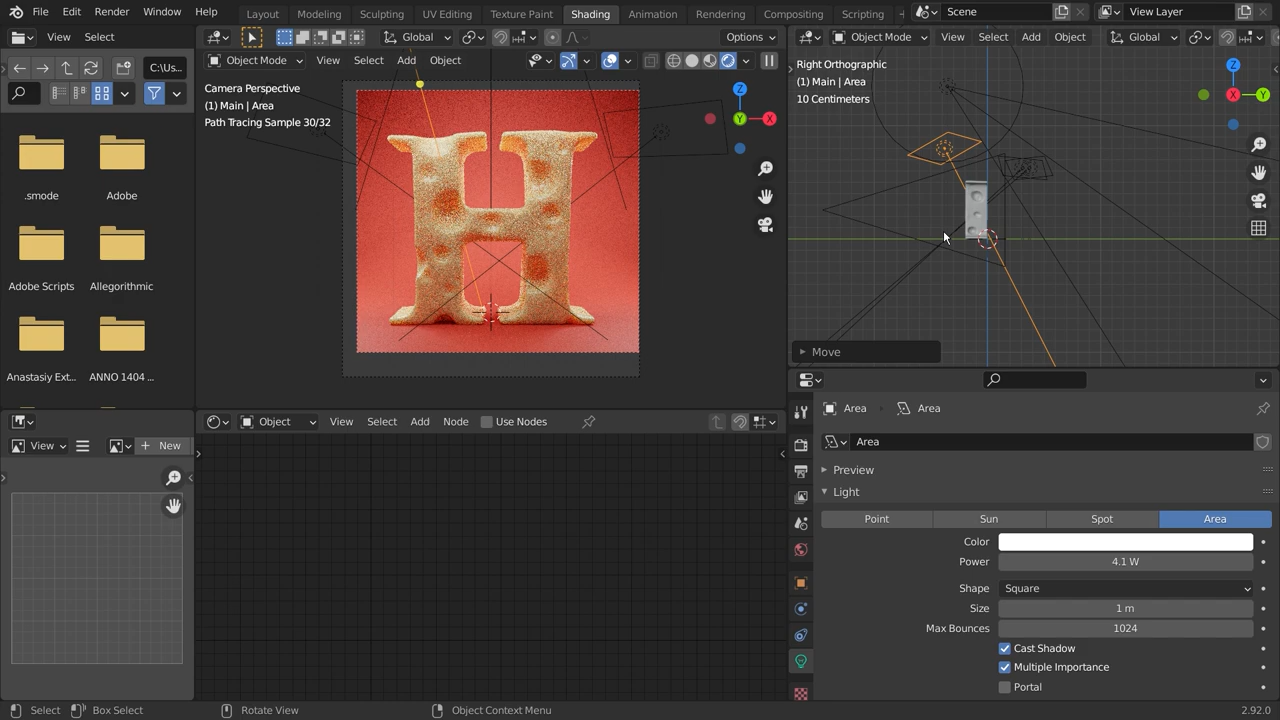 File Edit Render Window Help Layout Modeling Sculpting UV Editing Texture Paint Shading Animation Rendering Compositing Scripting Scene View Layer
View Select
C:\Us...
.smode Adobe
Adobe Scripts Allegorithmic
Anastasiy Ext... ANNO 1404 ...
View New
Global Options
Object Mode View Select Add Object
Camera Perspective
(1) Main | Area
Path Tracing Sample 30/32
Z
Y
X
H
Object View Select Add Node Use Nodes
Object Mode View Select Add Object Global
Right Orthographic
(1) Main | Area
10 Centimeters
Z
X
Y
Move
Area Area
Area
Preview
Light
Point Sun Spot Area
Color
Power 4.1 W
Shape Square
Size 1 m
Max Bounces 1024
Cast Shadow
Multiple Importance
Portal
Select Box Select Rotate View Object Context Menu 2.92.0